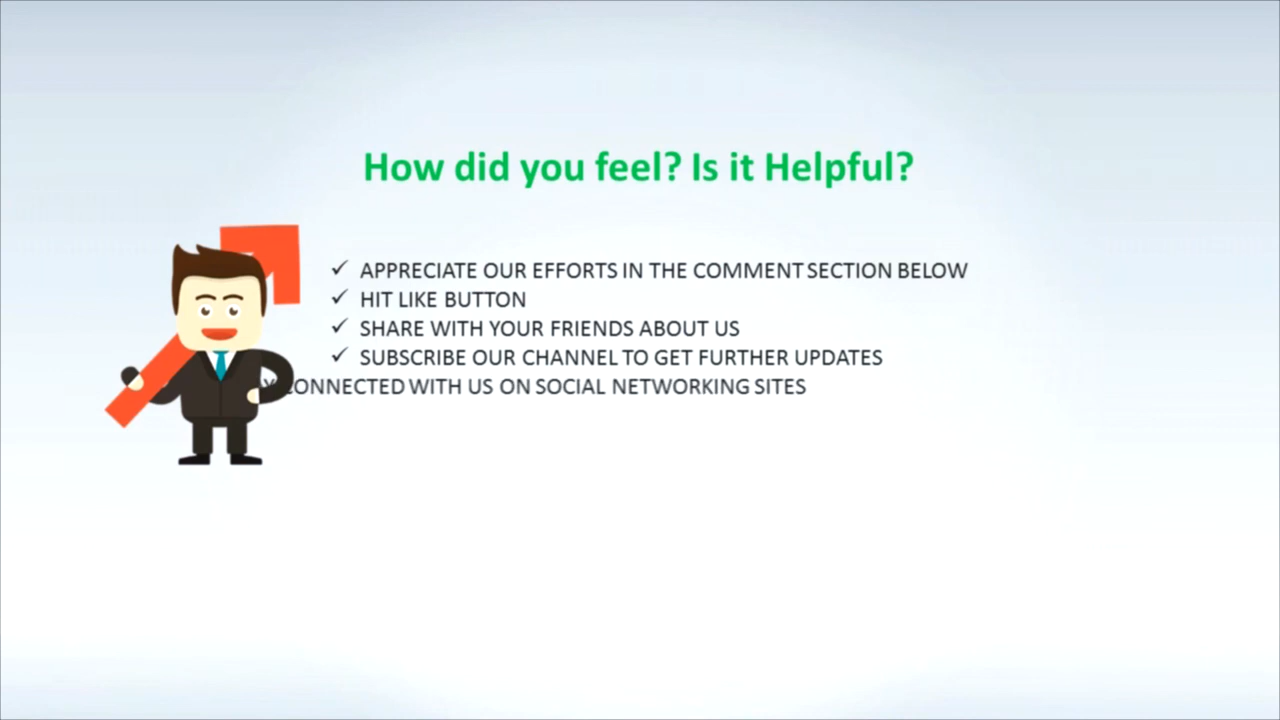 How did you feel? Is it Helpful?
✓ APPRECIATE OUR EFFORTS IN THE COMMENT SECTION BELOW
✓ HIT LIKE BUTTON
✓ SHARE WITH YOUR FRIENDS ABOUT US
✓ SUBSCRIBE OUR CHANNEL TO GET FURTHER UPDATES
CONNECTED WITH US ON SOCIAL NETWORKING SITES